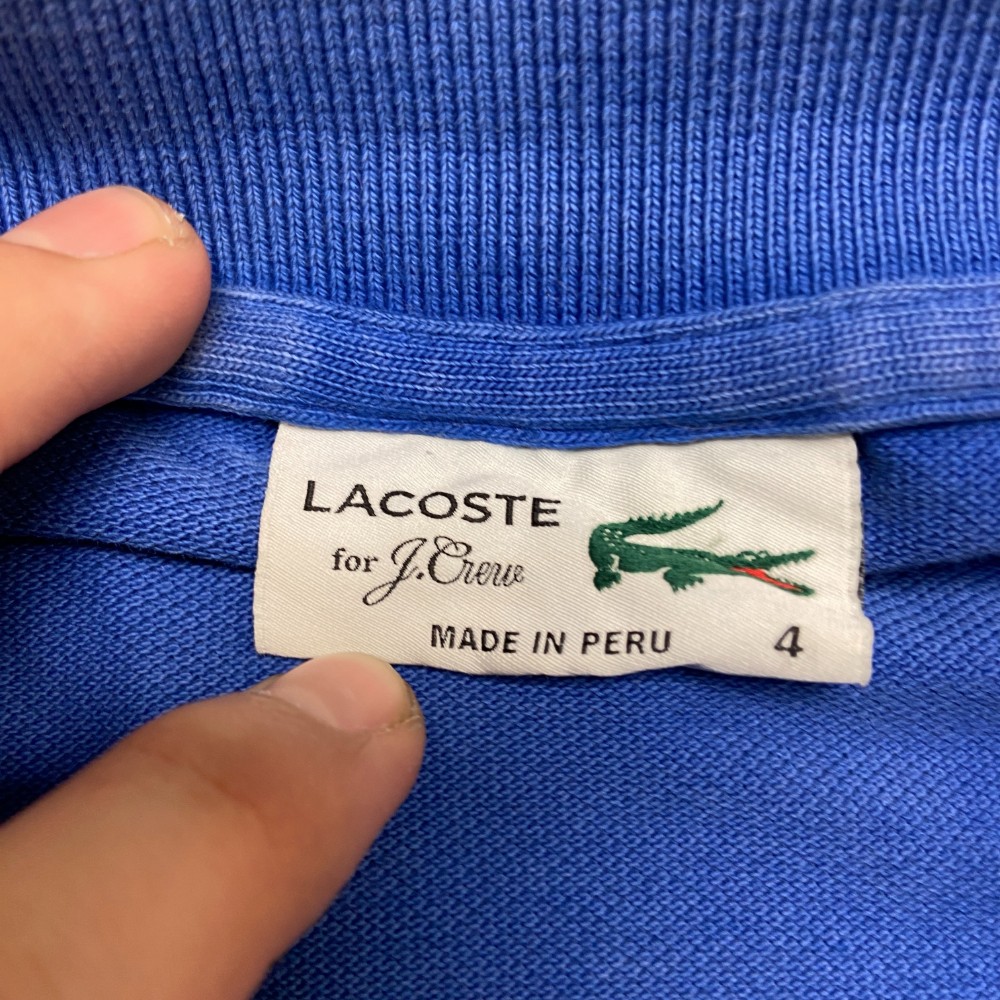 LACOSTE
for J.Crew
MADE IN PERU 4